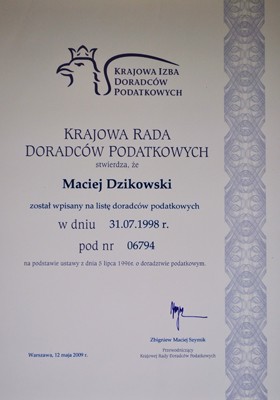 KRAJOWA IZBA
DORADCÓW
PODATKOWYCH
KRAJOWA RADA
DORADCÓW PODATKOWYCH
stwierdza, że
Maciej Dzikowski
został wpisany na listę doradców podatkowych
w dniu 31.07.1998 r.
pod nr 06794
na podstawie ustawy z dnia 5 lipca 1996r. o doradztwie podatkowym.
Zbigniew Maciej Szymik
Przewodniczący
Krajowej Rady Doradców Podatkowych
Warszawa, 12 maja 2009 r.